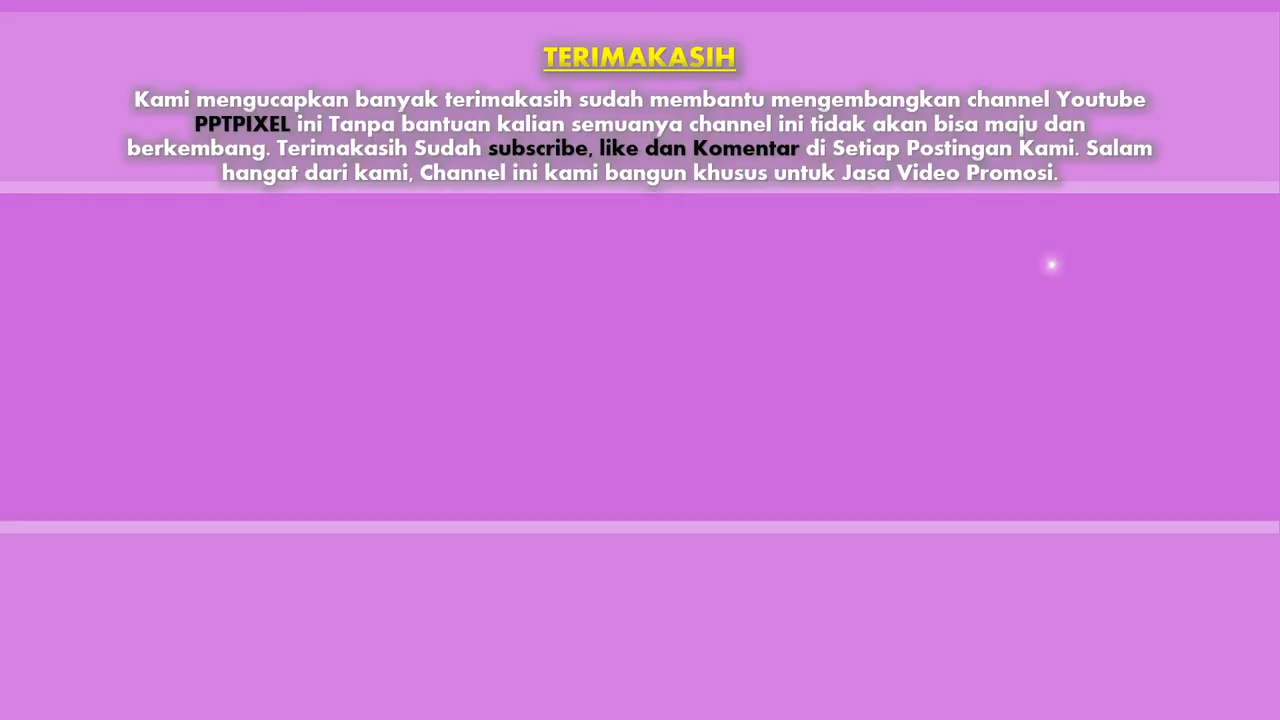 TERIMAKASIH
Kami mengucapkan banyak terimakasih sudah membantu mengembangkan channel Youtube
PPTPIXEL ini Tanpa bantuan kalian semuanya channel ini tidak akan bisa maju dan
berkembang. Terimakasih Sudah subscribe, like dan Komentar di Setiap Postingan Kami. Salam
hangat dari kami, Channel ini kami bangun khusus untuk Jasa Video Promosi.